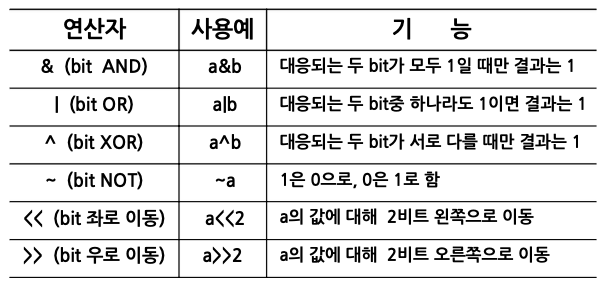 연산자 사용예 기 능
& (bit AND) a&b 대응되는 두 bit가 모두 1일 때만 결과는 1
| (bit OR) a|b 대응되는 두 bit중 하나라도 1이면 결과는 1
^ (bit XOR) a^b 대응되는 두 bit가 서로 다를 때만 결과는 1
~ (bit NOT) ~a 1은 0으로, 0은 1로 함
<< (bit 좌로 이동) a<<2 a의 값에 대해 2비트 왼쪽으로 이동
>> (bit 우로 이동) a>>2 a의 값에 대해 2비트 오른쪽으로 이동